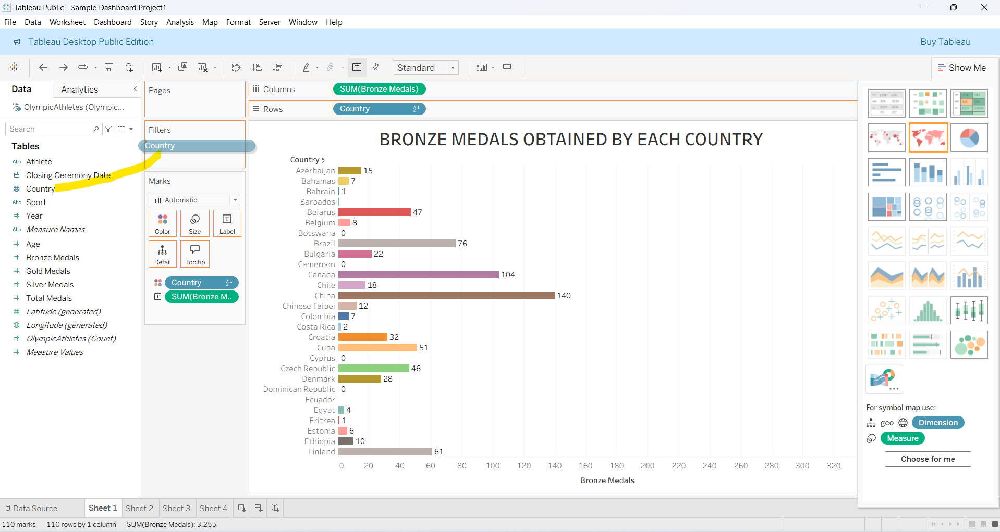 Tableau Public - Sample Dashboard Project1
File Data Worksheet Dashboard Story Analysis Map Format Server Window Help
Tableau Desktop Public Edition Buy Tableau
Standard
Show Me
Data Analytics
OlympicAthletes (Olympic...
Search
Tables
Abc Athlete
Closing Ceremony Date
Country
Abc Sport
Year
Abc Measure Names
Age
Bronze Medals
Gold Medals
Silver Medals
Total Medals
Latitude (generated)
Longitude (generated)
OlympicAthletes (Count)
Measure Values
Pages
Filters
Country
Marks
Automatic
Color Size Label
Detail Tooltip
Country
SUM(Bronze M..
Columns SUM(Bronze Medals)
Rows Country
BRONZE MEDALS OBTAINED BY EACH COUNTRY
Country
Azerbaijan 15
Bahamas 7
Bahrain 1
Barbados
Belarus 47
Belgium 8
Botswana 0
Brazil 76
Bulgaria 22
Cameroon 0
Canada 104
Chile 18
China 140
Chinese Taipei 12
Colombia 7
Costa Rica 2
Croatia 32
Cuba 51
Cyprus 0
Czech Republic 46
Denmark 28
Dominican Republic 0
Ecuador
Egypt 4
Eritrea 1
Estonia 6
Ethiopia 10
Finland 61
0 20 40 60 80 100 120 140 160 180 200 220 240 260 280 300 320
Bronze Medals
For symbol map use:
geo Dimension
Measure
Choose for me
Data Source Sheet 1 Sheet 2 Sheet 3 Sheet 4
110 marks 110 rows by 1 column SUM(Bronze Medals): 3,255